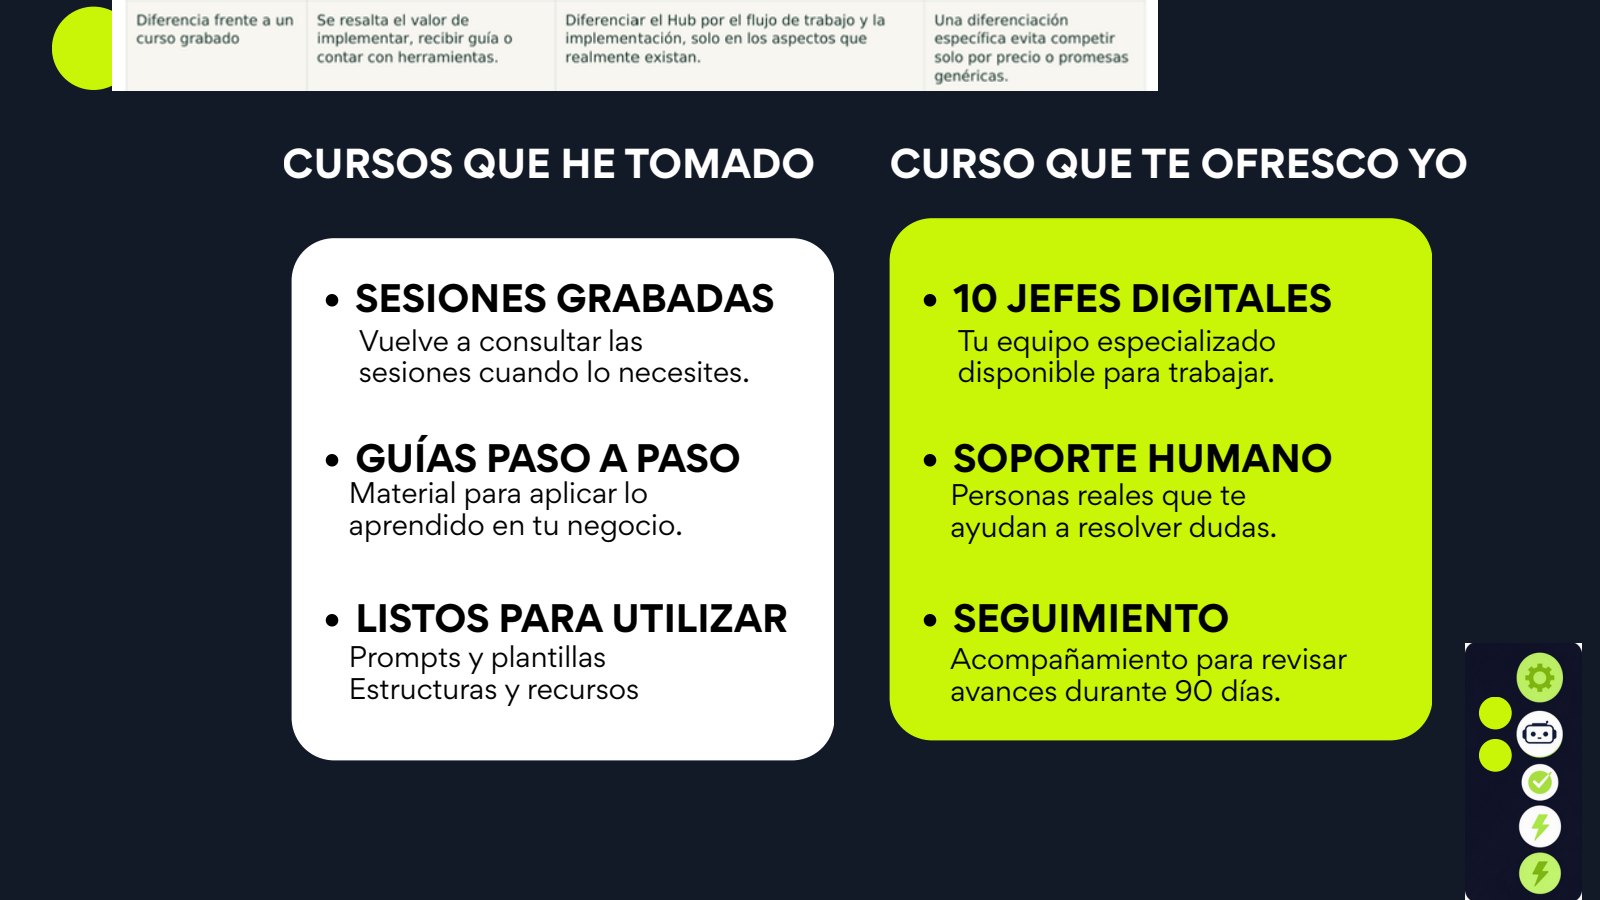 Diferencia frente a un
curso grabado
Se resalta el valor de
implementar, recibir guía o
contar con herramientas.
Diferenciar el Hub por el flujo de trabajo y la
implementación, solo en los aspectos que
realmente existan.
Una diferenciación
específica evita competir
solo por precio o promesas
genéricas.
CURSOS QUE HE TOMADO
• SESIONES GRABADAS
Vuelve a consultar las
sesiones cuando lo necesites.
• GUÍAS PASO A PASO
Material para aplicar lo
aprendido en tu negocio.
• LISTOS PARA UTILIZAR
Prompts y plantillas
Estructuras y recursos
CURSO QUE TE OFRESCO YO
• 10 JEFES DIGITALES
Tu equipo especializado
disponible para trabajar.
• SOPORTE HUMANO
Personas reales que te
ayudan a resolver dudas.
• SEGUIMIENTO
Acompañamiento para revisar
avances durante 90 días.